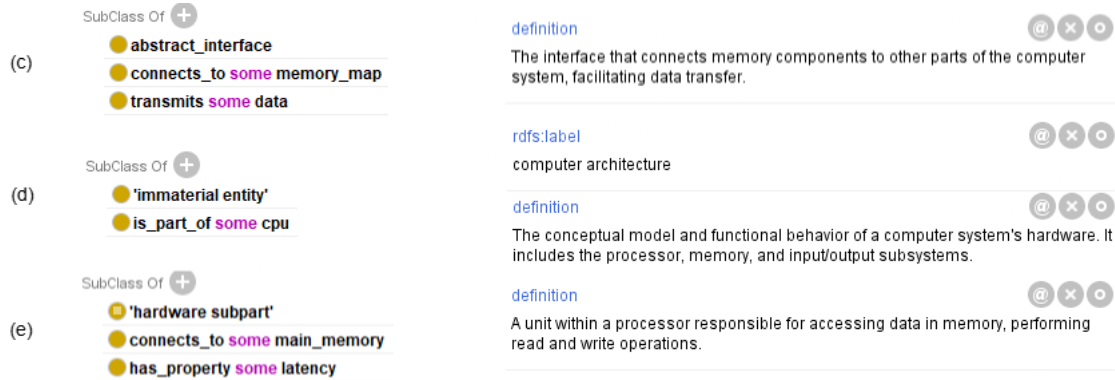 SubClass Of
(c)
abstract_interface
connects_to some memory_map
transmits some data
definition
@
The interface that connects memory components to other parts of the computer
system, facilitating data transfer.
rdfs:label
@
computer architecture
(d)
SubClass Of
'immaterial entity'
is_part_of some cpu
definition
@
The conceptual model and functional behavior of a computer system's hardware. It
includes the processor, memory, and input/output subsystems.
(e)
SubClass Of
'hardware subpart'
connects_to some main_memory
has_property some latency
definition
@
A unit within a processor responsible for accessing data in memory, performing
read and write operations.